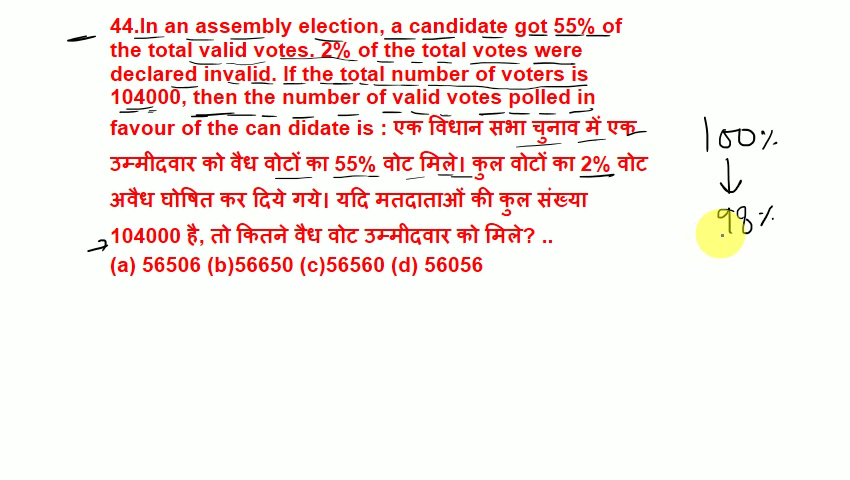 44.In an assembly election, a candidate got 55% of
the total valid votes. 2% of the total votes were
declared invalid. If the total number of voters is
104000, then the number of valid votes polled in
favour of the can didate is : एक विधान सभा चुनाव में एक
उम्मीदवार को वैध वोटों का 55% वोट मिले। कुल वोटों का 2% वोट
अवैध घोषित कर दिये गये। यदि मतदाताओं की कुल संख्या
104000 है, तो कितने वैध वोट उम्मीदवार को मिले? ..
(a) 56506 (b)56650 (c)56560 (d) 56056
100%
98%